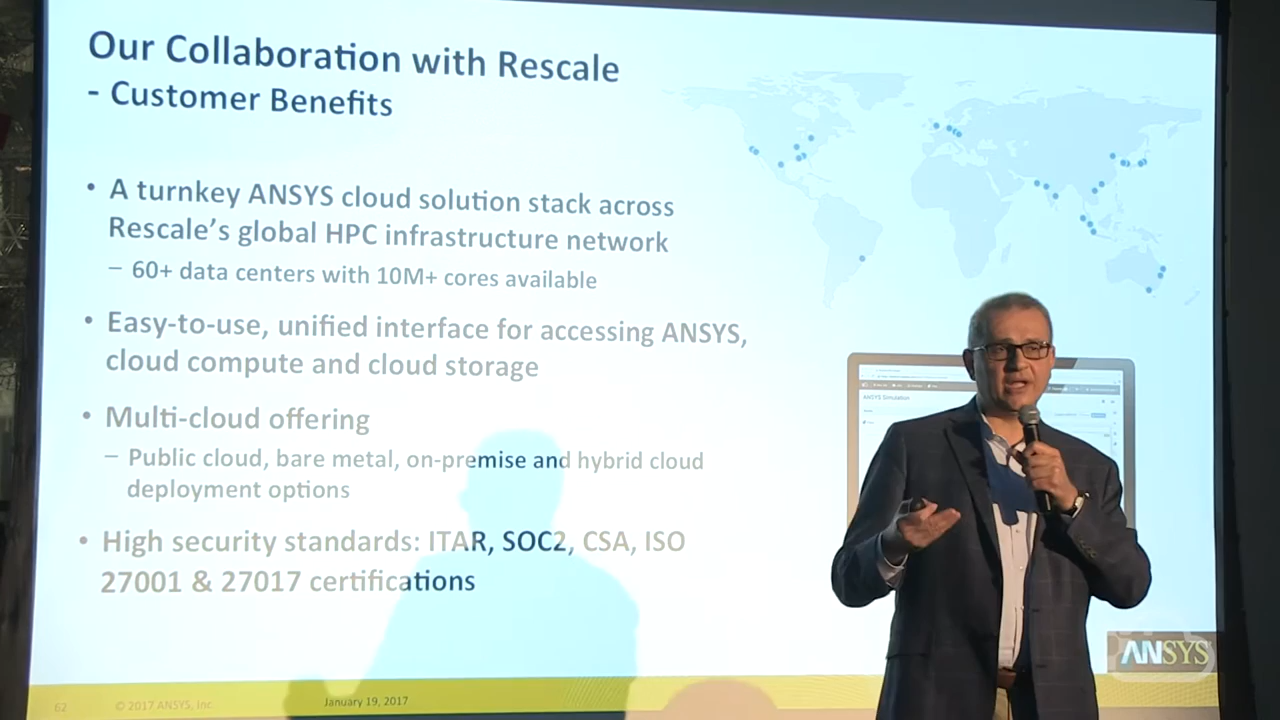 Our Collaboration with Rescale
- Customer Benefits
• A turnkey ANSYS cloud solution stack across
Rescale’s global HPC infrastructure network
– 60+ data centers with 10M+ cores available
• Easy-to-use, unified interface for accessing ANSYS,
cloud compute and cloud storage
• Multi-cloud offering
– Public cloud, bare metal, on-premise and hybrid cloud
deployment options
• High security standards: ITAR, SOC2, CSA, ISO
27001 & 27017 certifications
ANSYS Simulation
ANSYS
62 © 2017 ANSYS, Inc. January 19, 2017